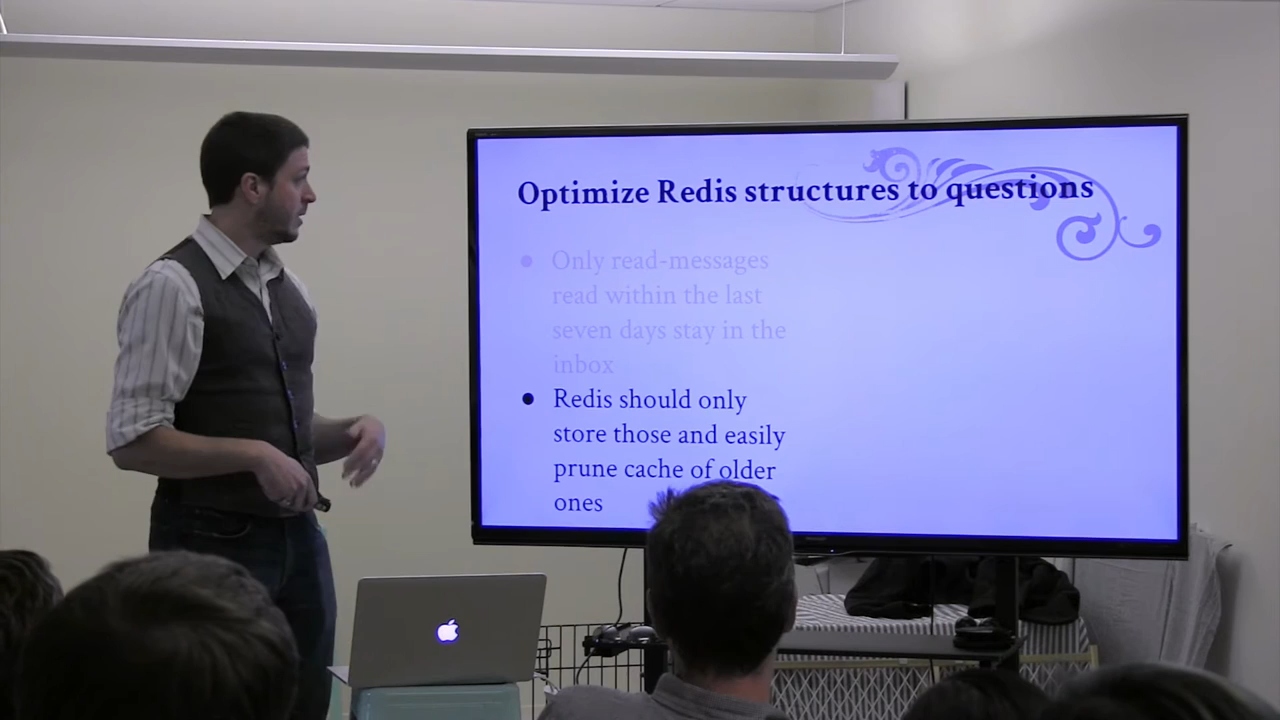 Optimize Redis structures to questions
Only read-messages
read within the last
seven days stay in the
inbox
Redis should only
store those and easily
prune cache of older
ones